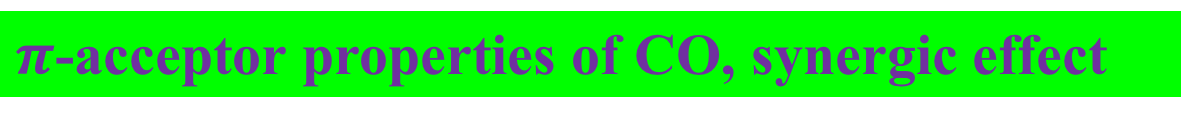 π-acceptor properties of CO, synergic effect